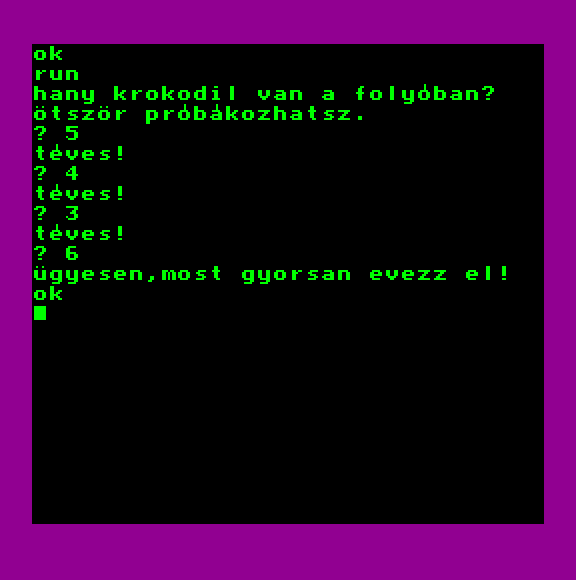 ok
run
hany krokodil van a folyóban?
ötször próbákozhatsz.
? 5
téves!
? 4
téves!
? 3
téves!
? 6
ügyesen,most gyorsan evezz el!
ok